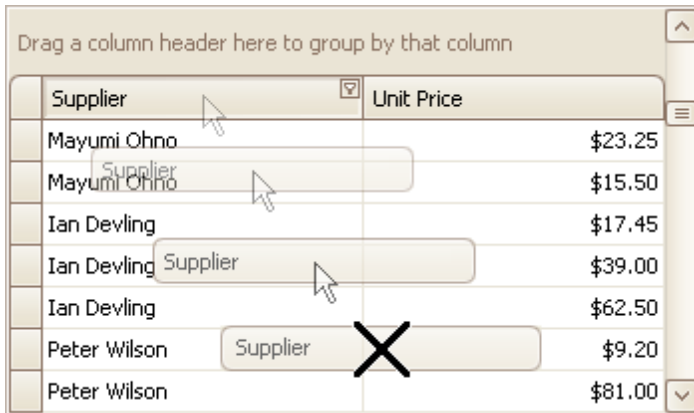 Drag a column header here to group by that column
Supplier Unit Price
Mayumi Ohno $23.25
Supplier
Mayumi Ohno $15.50
Ian Devling $17.45
Ian Devling Supplier $39.00
Ian Devling $62.50
Peter Wilson Supplier $9.20
Peter Wilson $81.00